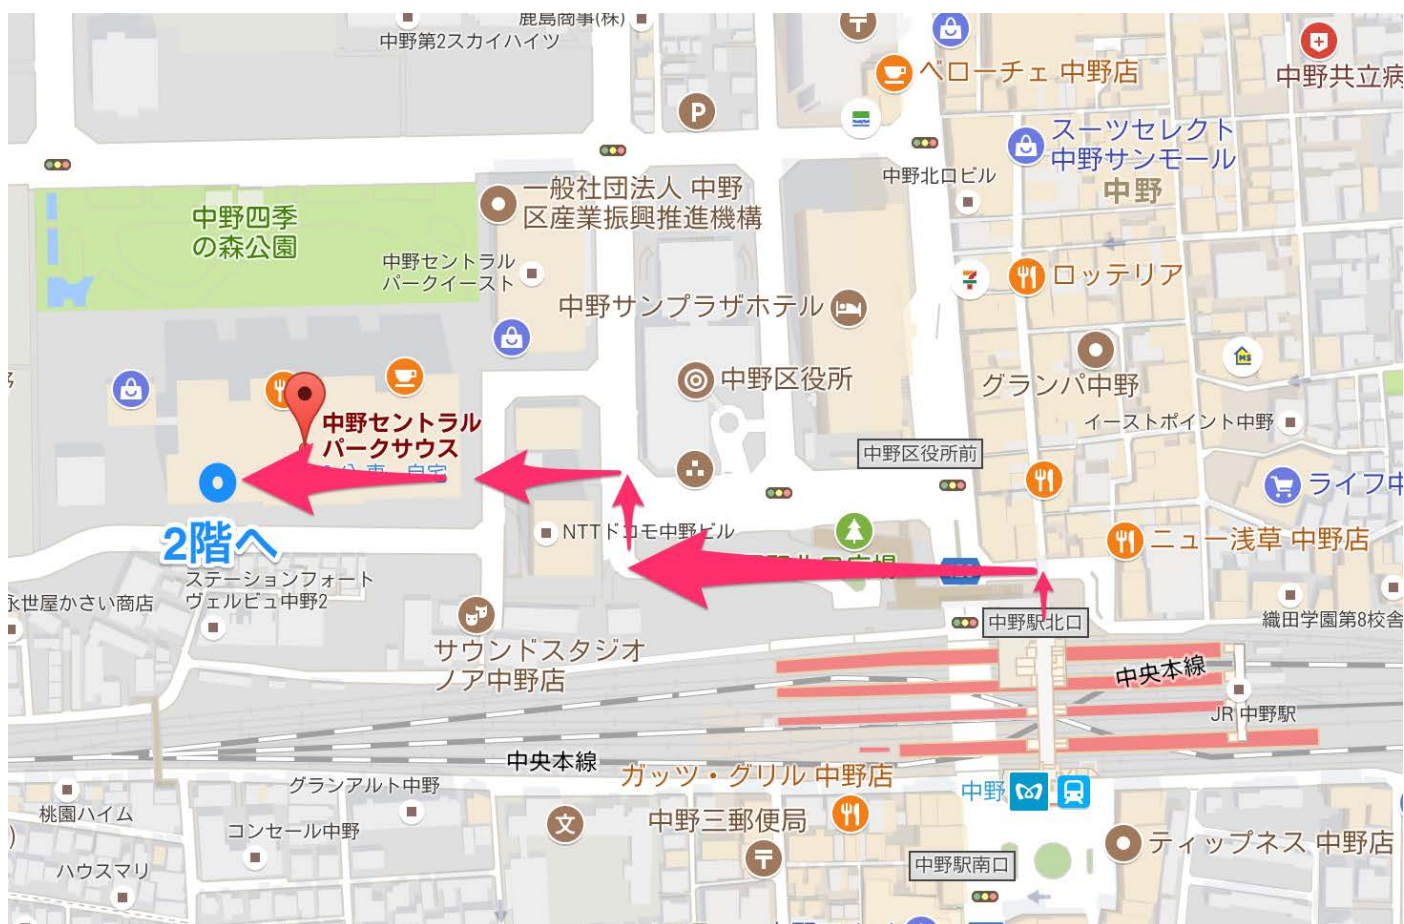 鹿島商事(株)
中野第2スカイハイツ
ベローチェ 中野店
中野共立病
P
スーツセレクト
中野サンモール
中野北口ビル
中野
一般社団法人 中野
区産業振興推進機構
中野四季
の森公園
中野セントラル
パークイースト
ロッテリア
中野サンプラザホテル
グランパ中野
中野区役所
イーストポイント中野
中野セントラル
パークサウス
中野区役所前
ライフ中
NTTドコモ中野ビル
ニュー浅草 中野店
2階へ
ステーションフォート
ヴェルビュ中野2
永世屋かさい商店
中野駅北口
織田学園第8校舎
サウンドスタジオ
ノア中野店
中央本線
JR 中野駅
中央本線
ガッツ・グリル 中野店
グランアルト中野
中野
桃園ハイム
コンセール中野
文
中野三郵便局
ティップネス 中野店
ハウスマリ
中野駅南口